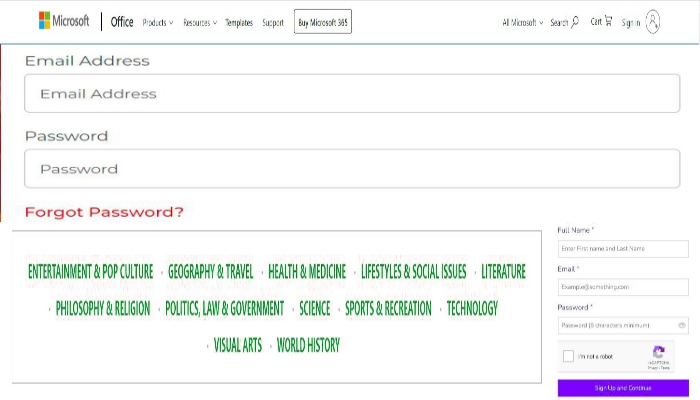 Microsoft Office Products Resources Templates Support Buy Microsoft 365 All Microsoft Search Cart Sign in
Email Address
Email Address
Password
Password
Forgot Password?
ENTERTAINMENT & POP CULTURE · GEOGRAPHY & TRAVEL · HEALTH & MEDICINE · LIFESTYLES & SOCIAL ISSUES · LITERATURE
· PHILOSOPHY & RELIGION · POLITICS, LAW & GOVERNMENT · SCIENCE · SPORTS & RECREATION · TECHNOLOGY
· VISUAL ARTS · WORLD HISTORY
Full Name *
Enter First name and Last Name
Email *
Example@something.com
Password *
Password (8 characters minimum)
I'm not a robot
reCAPTCHA
Privacy - Terms
Sign Up and Continue